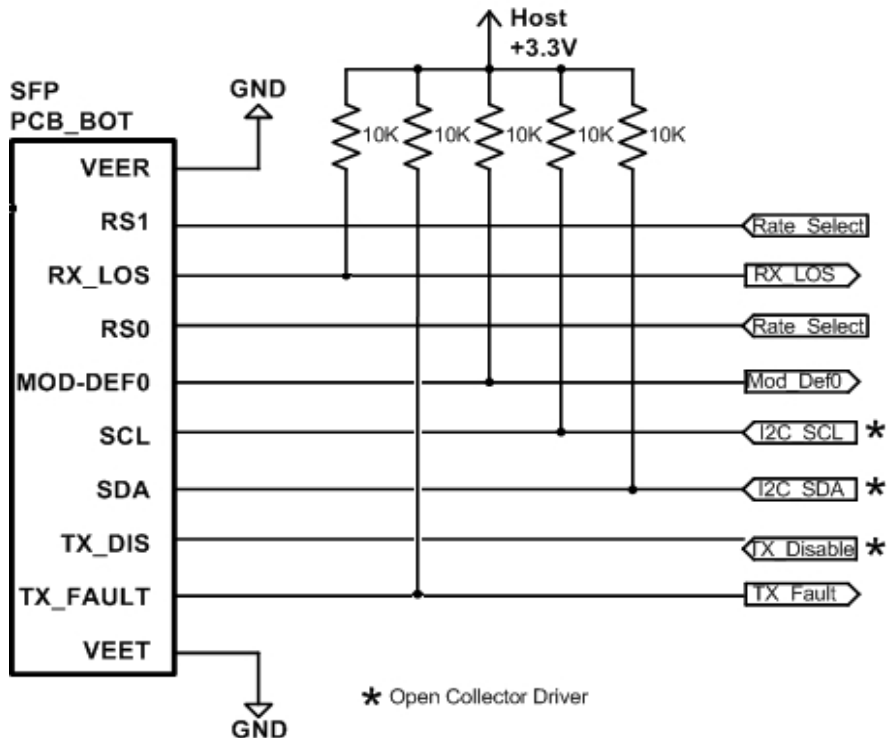 Host
+3.3V
SFP
PCB_BOT
GND
10K 10K 10K 10K 10K
VEER
RS1 Rate_Select
RX_LOS RX_LOS
RS0 Rate_Select
MOD-DEF0 Mod_Def0
SCL I2C_SCL *
SDA I2C_SDA *
TX_DIS TX_Disable *
TX_FAULT TX_Fault
VEET
* Open Collector Driver
GND